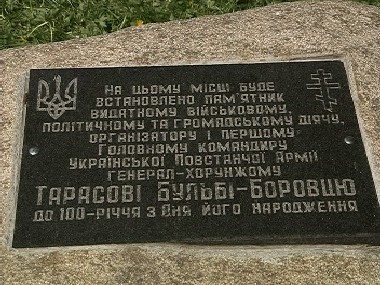 На цьому місці буде
встановлено пам'ятник
видатному військовому,
політичному та громадському діячу,
організатору і першому
Головному командиру
Української Повстанчої Армії
генерал-хорунжому
Тарасові Бульбі-Боровцю
до 100-річчя з дня його народження